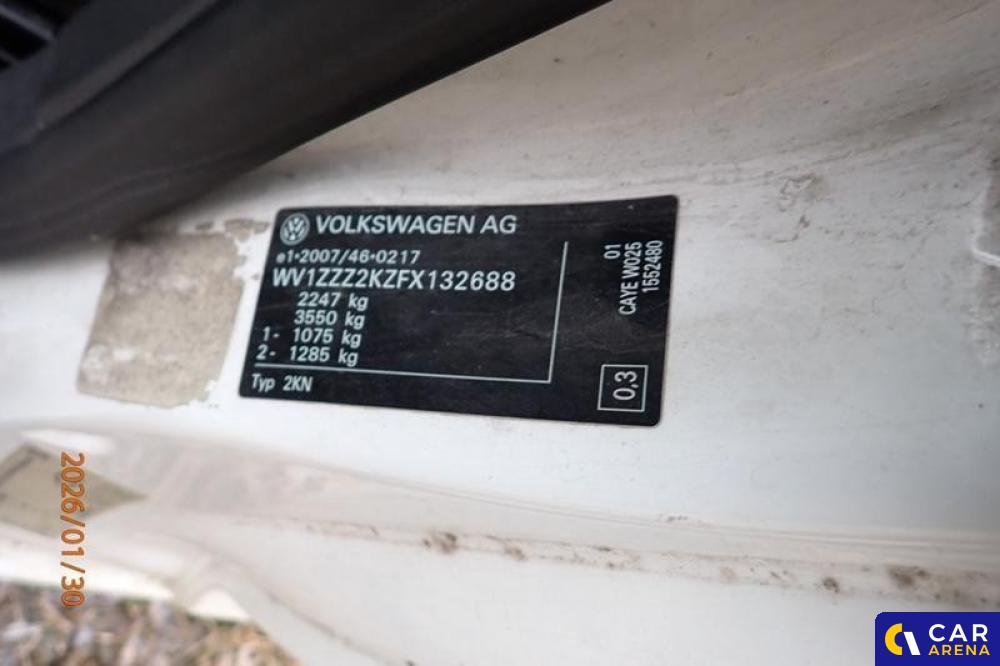 VOLKSWAGEN AG
e1*2007/46*0217
WV1ZZZ2KZFX132688
2247 kg
3550 kg
1- 1075 kg
2- 1285 kg
Typ 2KN
01
CAYE W025
1552480
0,3
2026/01/30
CAR
ARENA